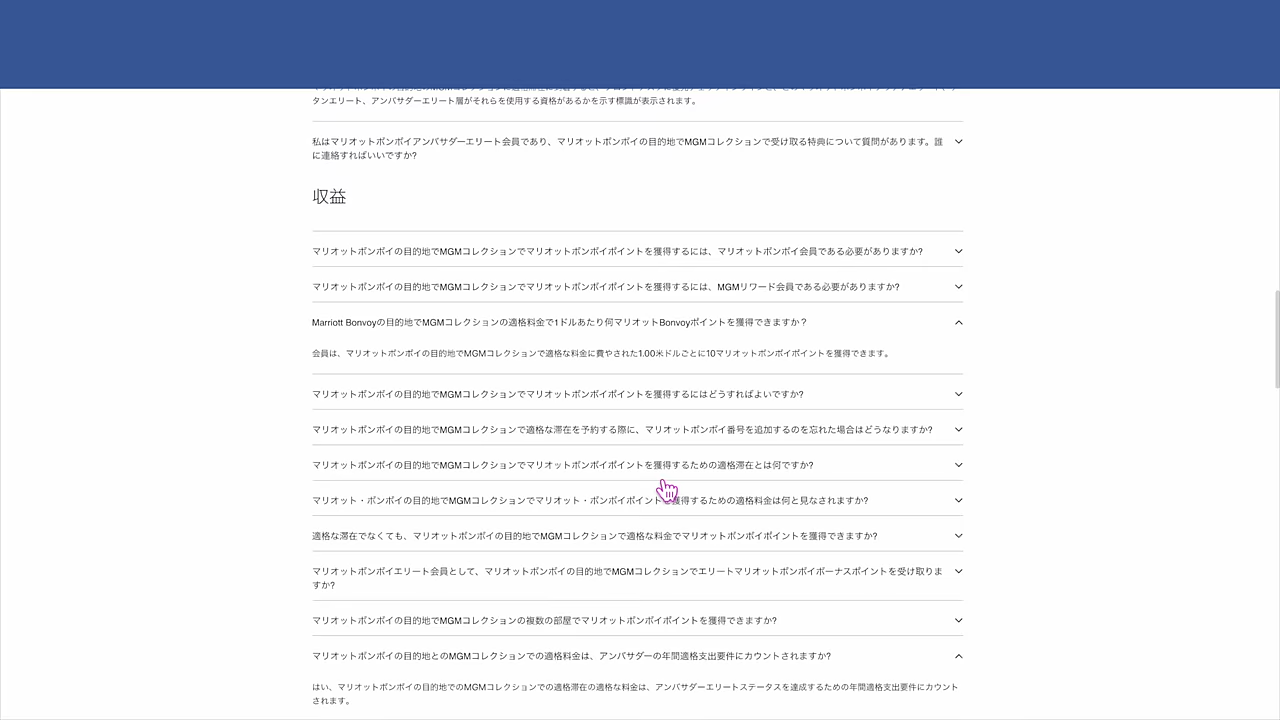 タンエリート、アンバサダーエリート層がそれらを使用する資格があるかを示す標識が表示されます。
私はマリオットボンボイアンバサダーエリート会員であり、マリオットボンボイの目的地でMGMコレクションで受け取る特典について質問があります。誰
に連絡すればいいですか?
収益
マリオットボンボイの目的地でMGMコレクションでマリオットボンボイポイントを獲得するには、マリオットボンボイ会員である必要がありますか?
マリオットボンボイの目的地でMGMコレクションでマリオットボンボイポイントを獲得するには、MGMリワード会員である必要がありますか?
Marriott Bonvoyの目的地でMGMコレクションの適格料金で1ドルあたり何マリオットBonvoyポイントを獲得できますか？
会員は、マリオットボンボイの目的地でMGMコレクションで適格な料金に費やされた1.00米ドルごとに10マリオットボンボイポイントを獲得できます。
マリオットボンボイの目的地でMGMコレクションでマリオットボンボイポイントを獲得するにはどうすればよいですか?
マリオットボンボイの目的地でMGMコレクションで適格な滞在を予約する際に、マリオットボンボイ番号を追加するのを忘れた場合はどうなりますか?
マリオットボンボイの目的地でMGMコレクションでマリオットボンボイポイントを獲得するための適格滞在とは何ですか?
マリオット・ボンボイの目的地でMGMコレクションでマリオット・ボンボイポイントを獲得するための適格料金は何と見なされますか?
適格な滞在でなくても、マリオットボンボイの目的地でMGMコレクションで適格な料金でマリオットボンボイポイントを獲得できますか?
マリオットボンボイエリート会員として、マリオットボンボイの目的地でMGMコレクションでエリートマリオットボンボイボーナスポイントを受け取りま
すか?
マリオットボンボイの目的地でMGMコレクションの複数の部屋でマリオットボンボイポイントを獲得できますか?
マリオットボンボイの目的地とのMGMコレクションでの適格料金は、アンバサダーの年間適格支出要件にカウントされますか?
はい、マリオットボンボイの目的地でのMGMコレクションでの適格滞在の適格な料金は、アンバサダーエリートステータスを達成するための年間適格支出要件にカウント
されます。